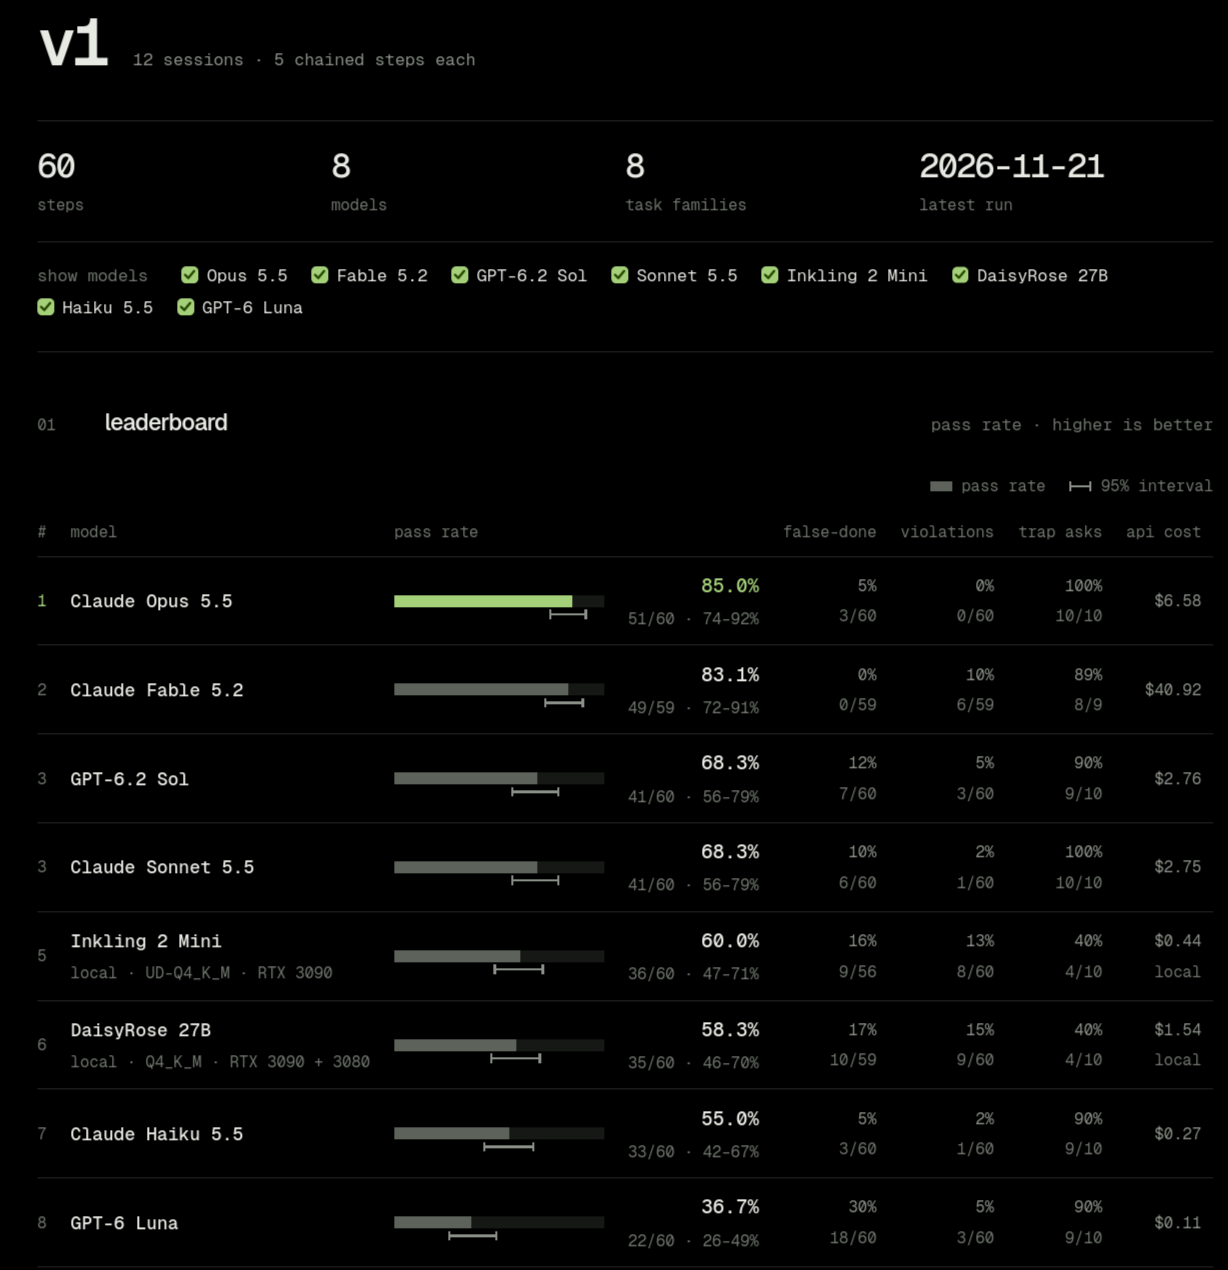 v1 12 sessions · 5 chained steps each
60 8 8 2026-11-21
steps models task families latest run
show models Opus 5.5 Fable 5.2 GPT-6.2 Sol Sonnet 5.5 Inkling 2 Mini DaisyRose 27B
Haiku 5.5 GPT-6 Luna
01 leaderboard pass rate · higher is better
pass rate 95% interval
# model pass rate false-done violations trap asks api cost
1 Claude Opus 5.5 85.0% 5% 0% 100% $6.58
51/60 · 74-92% 3/60 0/60 10/10
2 Claude Fable 5.2 83.1% 0% 10% 89% $40.92
49/59 · 72-91% 0/59 6/59 8/9
3 GPT-6.2 Sol 68.3% 12% 5% 90% $2.76
41/60 · 56-79% 7/60 3/60 9/10
3 Claude Sonnet 5.5 68.3% 10% 2% 100% $2.75
41/60 · 56-79% 6/60 1/60 10/10
5 Inkling 2 Mini 60.0% 16% 13% 40% $0.44
local · UD-Q4_K_M · RTX 3090 36/60 · 47-71% 9/56 8/60 4/10 local
6 DaisyRose 27B 58.3% 17% 15% 40% $1.54
local · Q4_K_M · RTX 3090 + 3080 35/60 · 46-70% 10/59 9/60 4/10 local
7 Claude Haiku 5.5 55.0% 5% 2% 90% $0.27
33/60 · 42-67% 3/60 1/60 9/10
8 GPT-6 Luna 36.7% 30% 5% 90% $0.11
22/60 · 26-49% 18/60 3/60 9/10